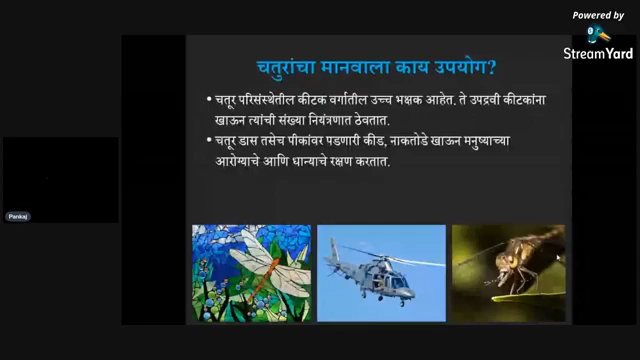 Powered by
StreamYard
चतुरांचा मानवाला काय उपयोग?
• चतूर परिसंस्थेतील कीटक वर्गातील उच्च भक्षक आहेत. ते उपद्रवी कीटकांना
खाऊन त्यांची संख्या नियंत्रणात ठेवतात.
• चतूर डास तसेच पीकांवर पडणारी कीड, नाकतोडे खाऊन मनुष्याच्या
आरोग्याचे आणि धान्याचे रक्षण करतात.
Pankaj